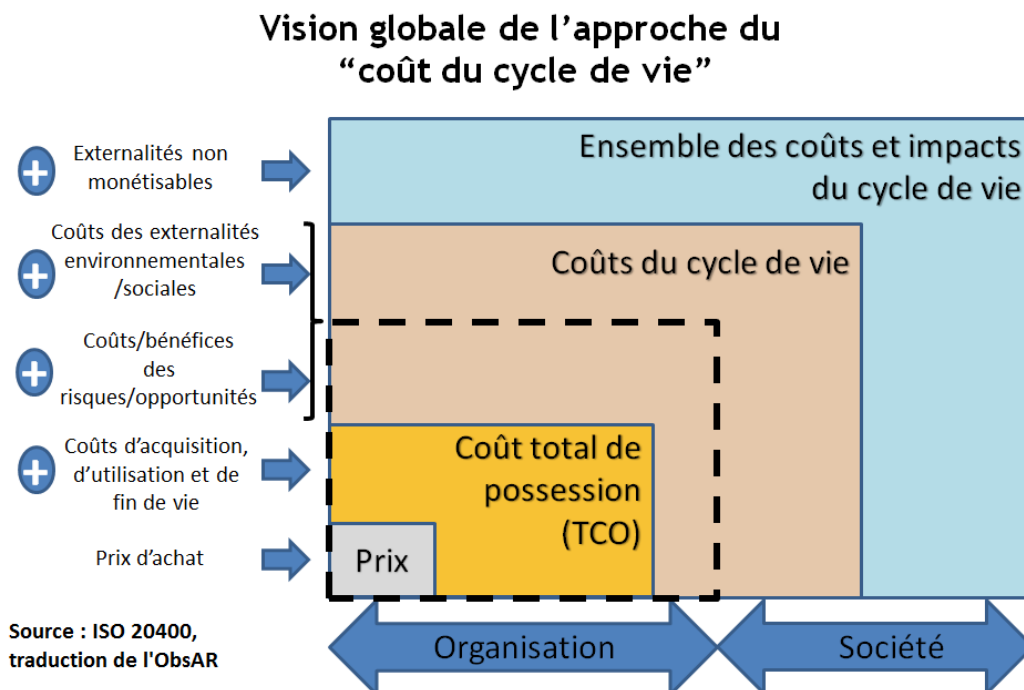 Vision globale de l’approche du
“coût du cycle de vie”
Externalités non
monétisables
Ensemble des coûts et impacts
du cycle de vie
Coûts des externalités
environnementales
/sociales
Coûts du cycle de vie
Coûts/bénéfices
des
risques/opportunités
Coûts d’acquisition,
d’utilisation et de
fin de vie
Coût total de
possession
(TCO)
Prix d’achat
Prix
Organisation
Société
Source : ISO 20400,
traduction de l'ObsAR